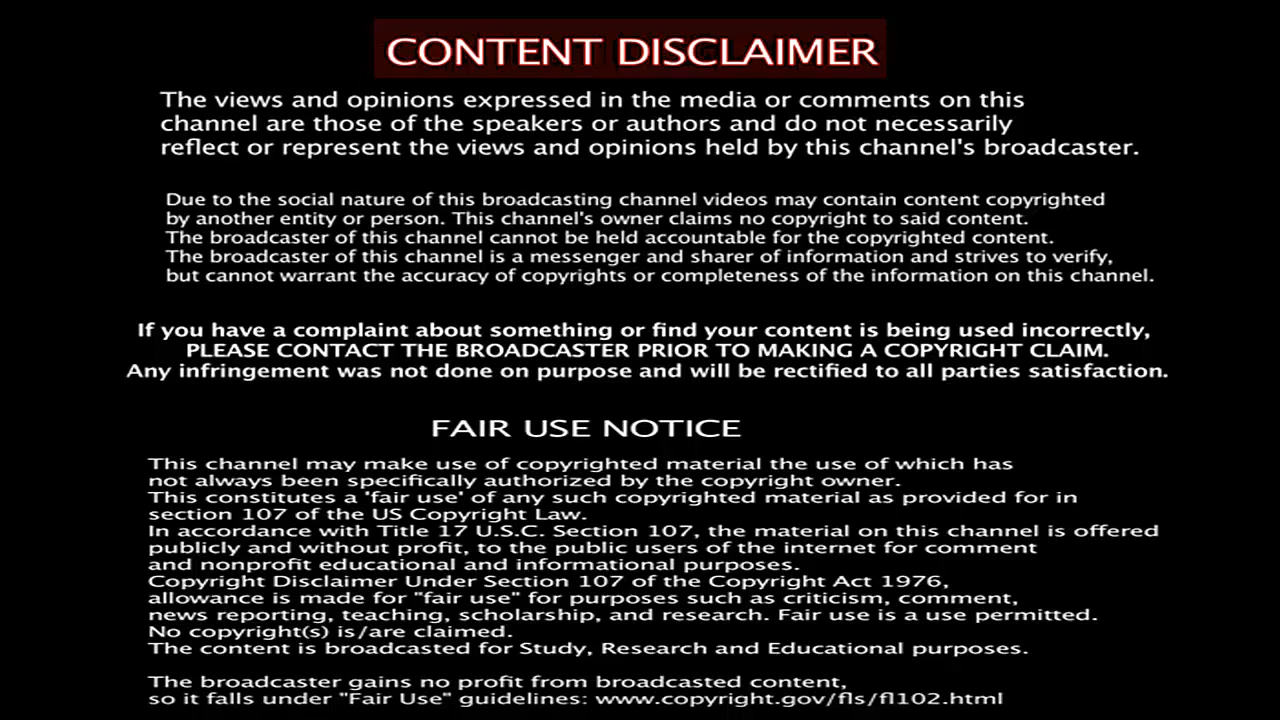 CONTENT DISCLAIMER
The views and opinions expressed in the media or comments on this
channel are those of the speakers or authors and do not necessarily
reflect or represent the views and opinions held by this channel's broadcaster.
Due to the social nature of this broadcasting channel videos may contain content copyrighted
by another entity or person. This channel's owner claims no copyright to said content.
The broadcaster of this channel cannot be held accountable for the copyrighted content.
The broadcaster of this channel is a messenger and sharer of information and strives to verify,
but cannot warrant the accuracy of copyrights or completeness of the information on this channel.
If you have a complaint about something or find your content is being used incorrectly,
PLEASE CONTACT THE BROADCASTER PRIOR TO MAKING A COPYRIGHT CLAIM.
Any infringement was not done on purpose and will be rectified to all parties satisfaction.
FAIR USE NOTICE
This channel may make use of copyrighted material the use of which has
not always been specifically authorized by the copyright owner.
This constitutes a 'fair use' of any such copyrighted material as provided for in
section 107 of the US Copyright Law.
In accordance with Title 17 U.S.C. Section 107, the material on this channel is offered
publicly and without profit, to the public users of the internet for comment
and nonprofit educational and informational purposes.
Copyright Disclaimer Under Section 107 of the Copyright Act 1976,
allowance is made for "fair use" for purposes such as criticism, comment,
news reporting, teaching, scholarship, and research. Fair use is a use permitted.
No copyright(s) is/are claimed.
The content is broadcasted for Study, Research and Educational purposes.
The broadcaster gains no profit from broadcasted content,
so it falls under "Fair Use" guidelines: www.copyright.gov/fls/fl102.html